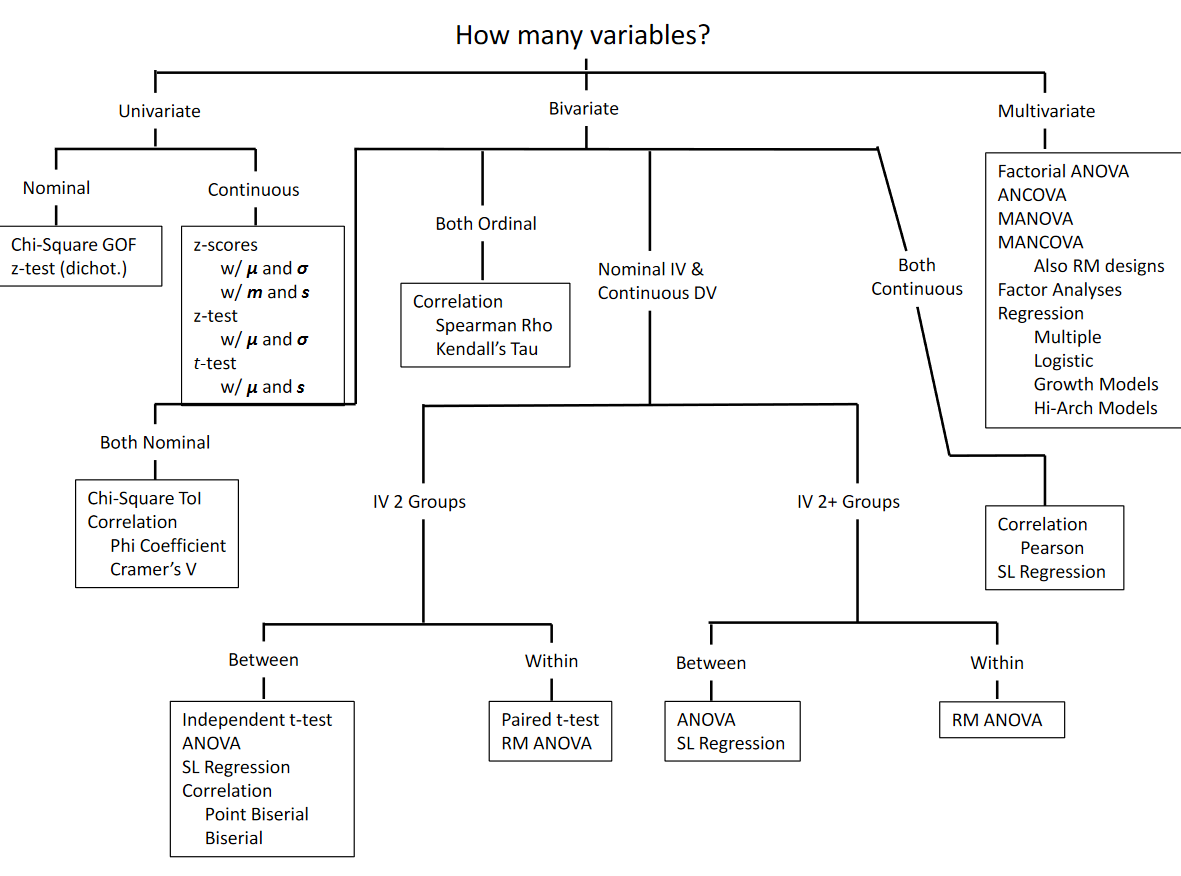 How many variables?
Univariate
Bivariate
Multivariate
Nominal
Continuous
Chi-Square GOF
z-test (dichot.)
z-scores
w/ μ and σ
w/ m and s
z-test
w/ μ and σ
t-test
w/ μ and s
Both Nominal
Chi-Square ToI
Correlation
Phi Coefficient
Cramer's V
Both Ordinal
Correlation
Spearman Rho
Kendall's Tau
Nominal IV &
Continuous DV
IV 2 Groups
IV 2+ Groups
Between
Independent t-test
ANOVA
SL Regression
Correlation
Point Biserial
Biserial
Within
Paired t-test
RM ANOVA
Between
ANOVA
SL Regression
Within
RM ANOVA
Both
Continuous
Correlation
Pearson
SL Regression
Factorial ANOVA
ANCOVA
MANOVA
MANCOVA
Also RM designs
Factor Analyses
Regression
Multiple
Logistic
Growth Models
Hi-Arch Models